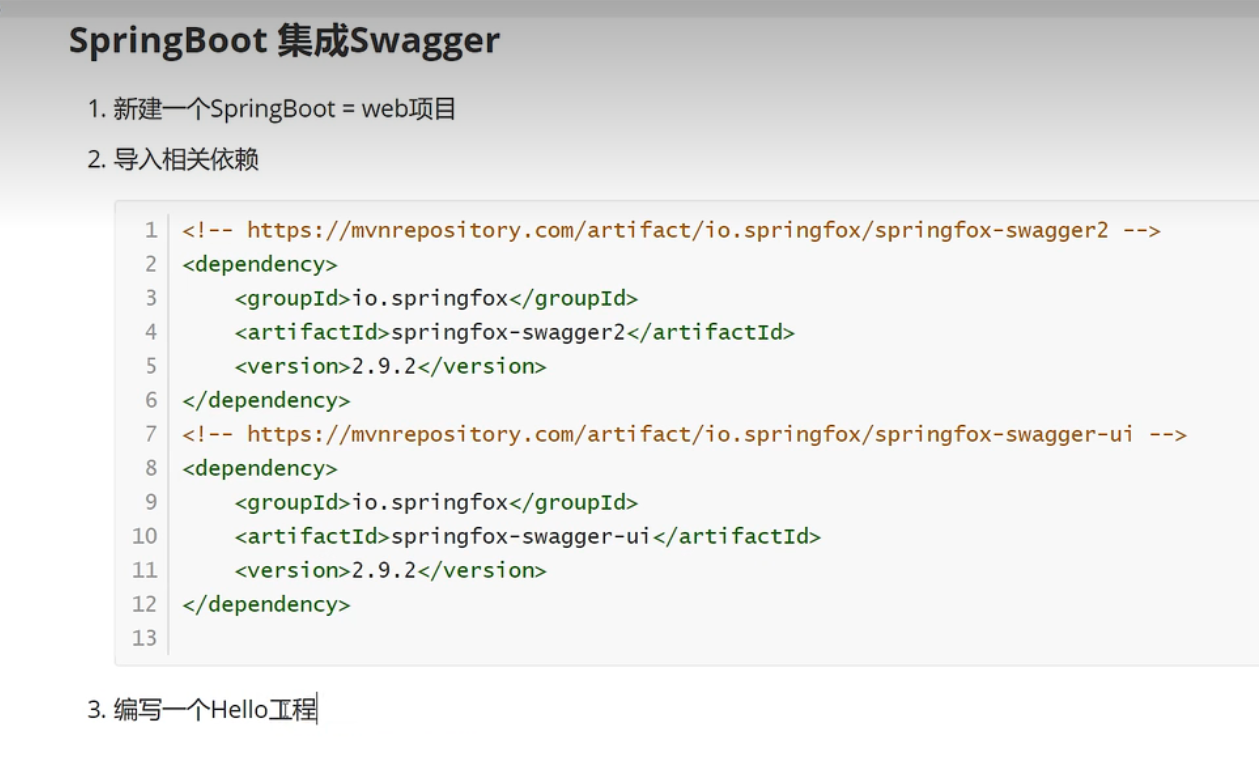 SpringBoot 集成Swagger
1. 新建一个SpringBoot = web项目
2. 导入相关依赖
1 <!-- https://mvnrepository.com/artifact/io.springfox/springfox-swagger2 -->
2 <dependency>
3     <groupId>io.springfox</groupId>
4     <artifactId>springfox-swagger2</artifactId>
5     <version>2.9.2</version>
6 </dependency>
7 <!-- https://mvnrepository.com/artifact/io.springfox/springfox-swagger-ui -->
8 <dependency>
9     <groupId>io.springfox</groupId>
10     <artifactId>springfox-swagger-ui</artifactId>
11     <version>2.9.2</version>
12 </dependency>
13
3. 编写一个Hello工程